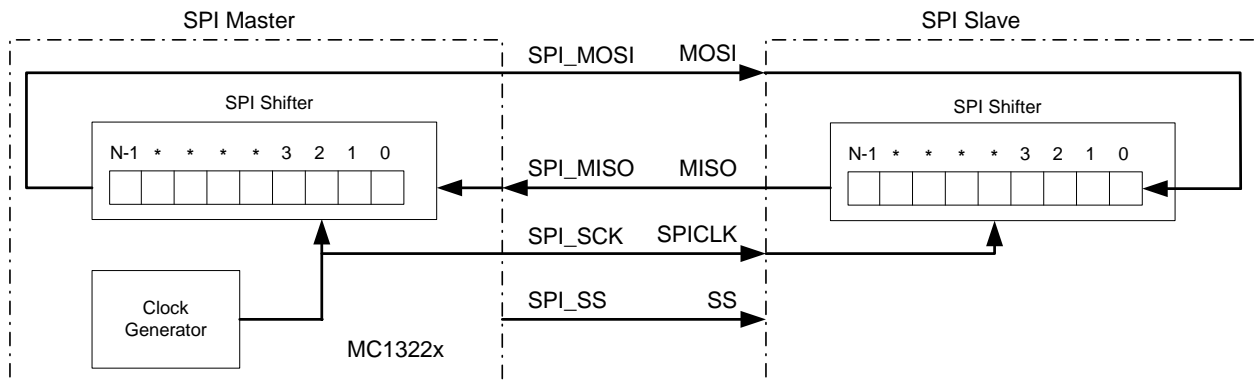 SPI Master SPI Slave
SPI_MOSI MOSI
SPI Shifter SPI Shifter
N-1 * * * * 3 2 1 0 N-1 * * * * 3 2 1 0
SPI_MISO MISO
SPI_SCK SPICLK
Clock
Generator
SPI_SS SS
MC1322x